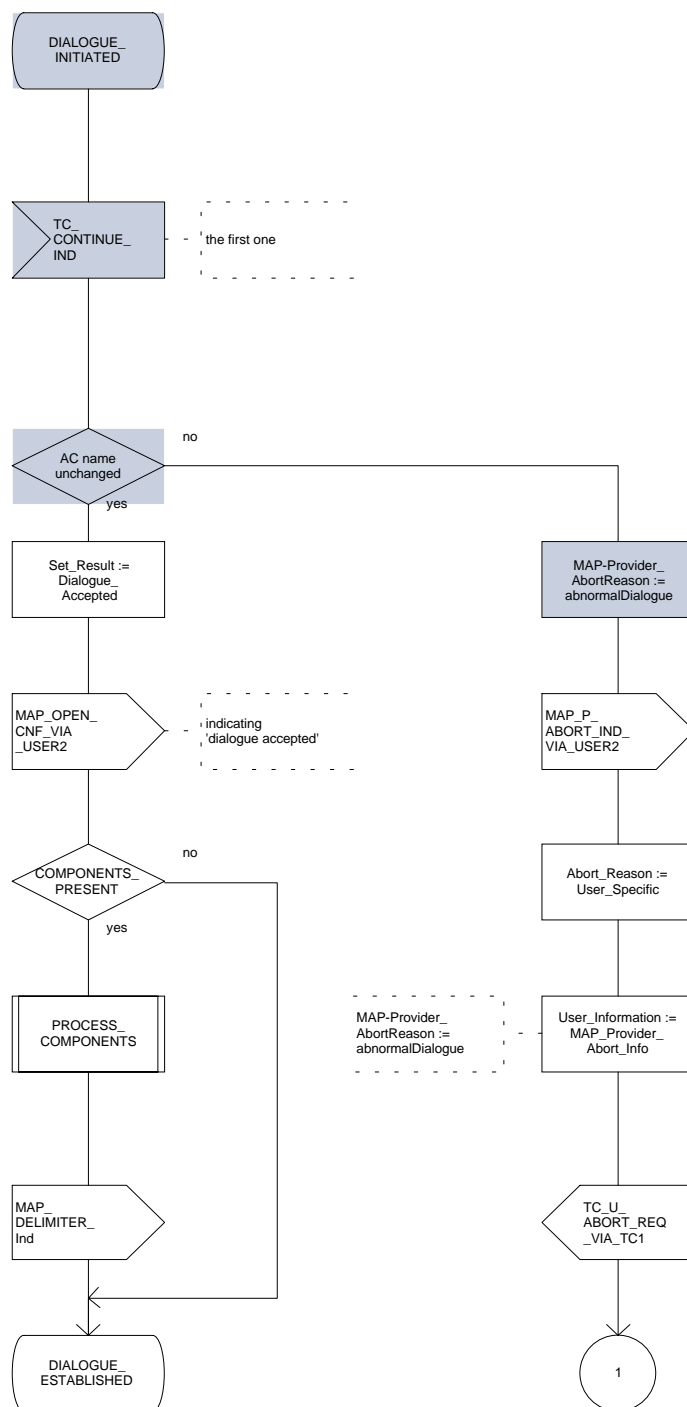 DIALOGUE_
INITIATED
TC_
CONTINUE_
IND
the first one
AC name
unchanged
no
yes
Set_Result :=
Dialogue_
Accepted
MAP-Provider_
AbortReason :=
abnormalDialogue
MAP_OPEN_
CNF_VIA
_USER2
indicating
'dialogue accepted'
MAP_P_
ABORT_IND_
VIA_USER2
COMPONENTS_
PRESENT
no
yes
Abort_Reason :=
User_Specific
PROCESS_
COMPONENTS
MAP-Provider_
AbortReason :=
abnormalDialogue
User_Information :=
MAP_Provider_
Abort_Info
MAP_
DELIMITER_
Ind
TC_U_
ABORT_REQ
_VIA_TC1
DIALOGUE_
ESTABLISHED
1